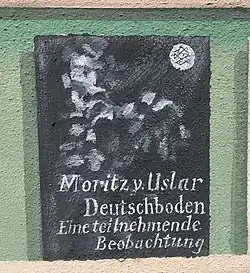 Moritz v. Uslar
Deutschboden
Eine teilnehmende
Beobachtung